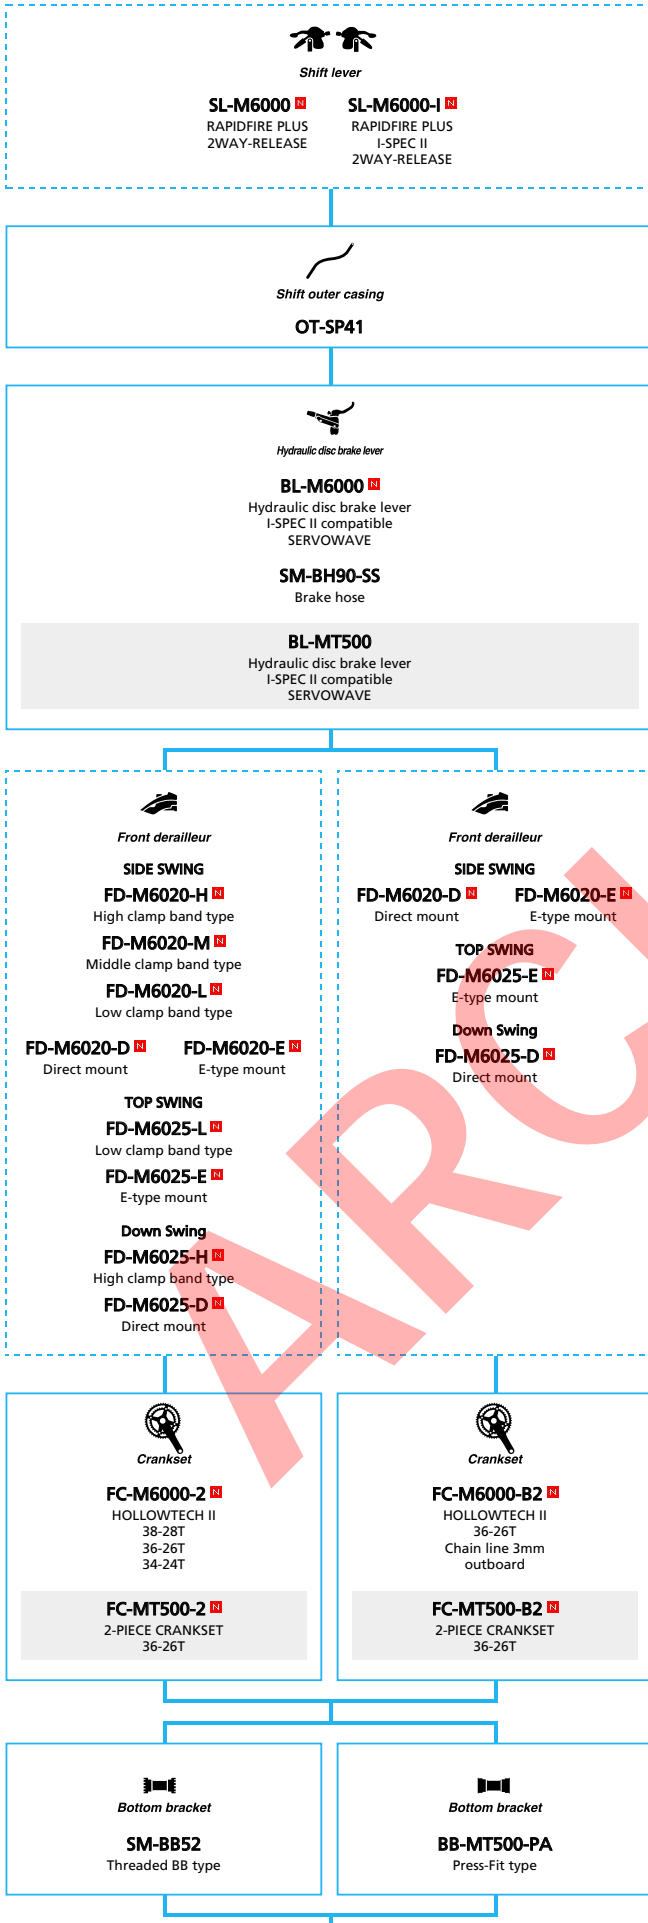 Shift lever
SL-M6000 N SL-M6000-I N
RAPIDFIRE PLUS RAPIDFIRE PLUS
2WAY-RELEASE I-SPEC II
2WAY-RELEASE
Shift outer casing
OT-SP41
Hydraulic disc brake lever
BL-M6000 N
Hydraulic disc brake lever
I-SPEC II compatible
SERVOWAVE
SM-BH90-SS
Brake hose
BL-MT500
Hydraulic disc brake lever
I-SPEC II compatible
SERVOWAVE
Front derailleur
SIDE SWING
FD-M6020-H N
High clamp band type
FD-M6020-M N
Middle clamp band type
FD-M6020-L N
Low clamp band type
FD-M6020-D N FD-M6020-E N
Direct mount E-type mount
TOP SWING
FD-M6025-L N
Low clamp band type
FD-M6025-E N
E-type mount
Down Swing
FD-M6025-H N
High clamp band type
FD-M6025-D N
Direct mount
Front derailleur
SIDE SWING
FD-M6020-D N FD-M6020-E N
Direct mount E-type mount
TOP SWING
FD-M6025-E N
E-type mount
Down Swing
FD-M6025-D N
Direct mount
Crankset
FC-M6000-2 N
HOLLOWTECH II
38-28T
36-26T
34-24T
FC-MT500-2 N
2-PIECE CRANKSET
36-26T
Crankset
FC-M6000-B2 N
HOLLOWTECH II
36-26T
Chain line 3mm
outboard
FC-MT500-B2 N
2-PIECE CRANKSET
36-26T
Bottom bracket
SM-BB52
Threaded BB type
Bottom bracket
BB-MT500-PA
Press-Fit type